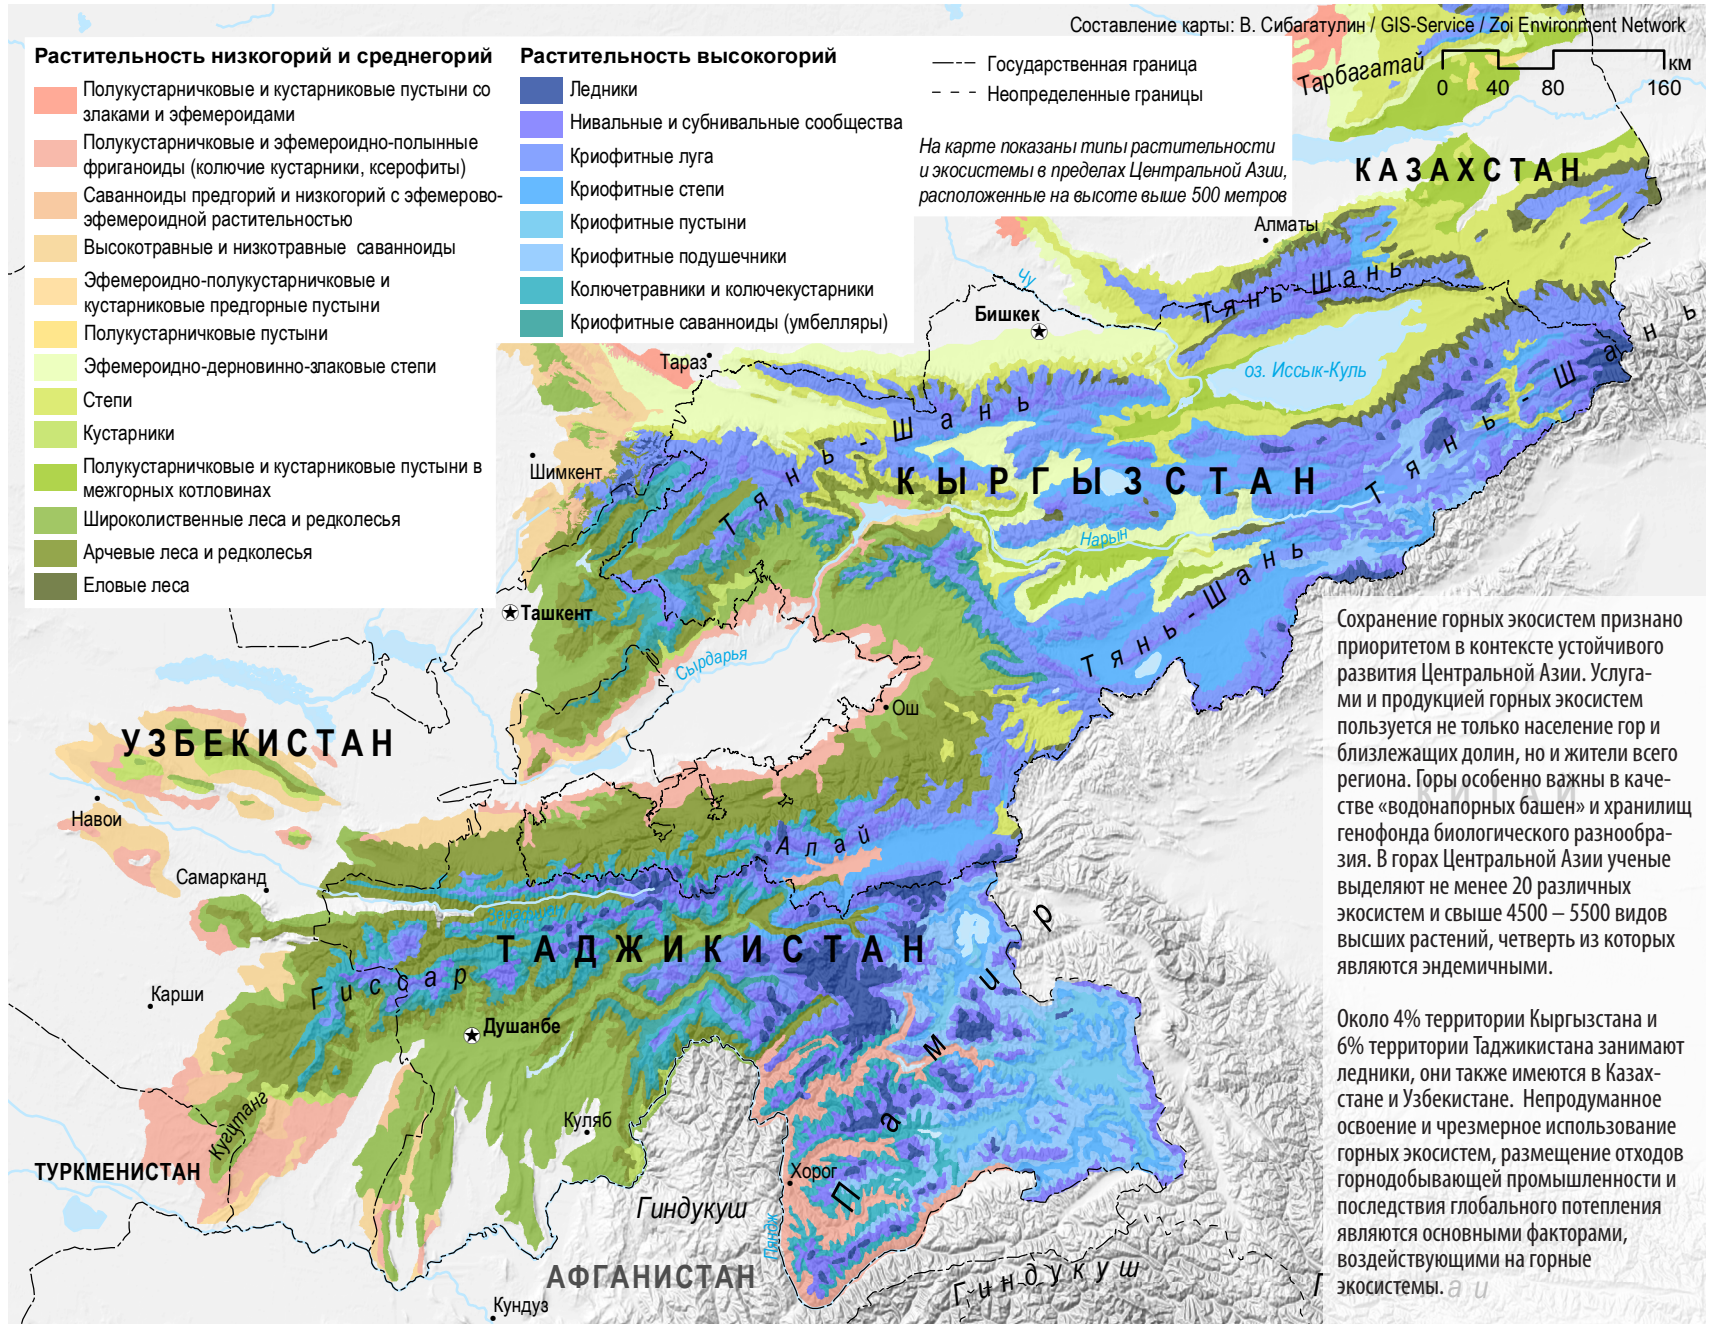 Составление карты: В. Сибагатулин / GIS-Service / Zoi Environment Network
Растительность низкогорий и среднегорий
Полукустарничковые и кустарниковые пустыни со
злаками и эфемероидами
Полукустарничковые и эфемероидно-полынные
фриганоиды (колючие кустарники, ксерофиты)
Саванноиды предгорий и низкогорий с эфемерово-
эфемероидной растительностью
Высокотравные и низкотравные саванноиды
Эфемероидно-полукустарничковые и
кустарниковые предгорные пустыни
Полукустарничковые пустыни
Эфемероидно-дерновинно-злаковые степи
Степи
Кустарники
Полукустарничковые и кустарниковые пустыни в
межгорных котловинах
Широколиственные леса и редколесья
Арчевые леса и редколесья
Еловые леса
Растительность высокогорий
Ледники
Нивальные и субнивальные сообщества
Криофитные луга
Криофитные степи
Криофитные пустыни
Криофитные подушечники
Колючетравники и колючекустарники
Криофитные саванноиды (умбелляры)
Государственная граница
Неопределенные границы
На карте показаны типы растительности
и экосистемы в пределах Центральной Азии,
расположенные на высоте выше 500 метров
км
0 40 80 160
Тарбагатай
КАЗАХСТАН
Алматы
Чу
Тянь-Шань
Бишкек
Тараз
оз. Иссык-Куль
Тянь-Шань
Тянь-Шань
Шимкент
КЫРГЫЗСТАН
Нарын
Тянь-Шань
Ташкент
Сырдарья
Ош
УЗБЕКИСТАН
Навои
Алай
Самарканд
Зеравшан
ТАДЖИКИСТАН
Гиссар
Памир
Карши
Душанбе
Кугитанг
Куляб
ТУРКМЕНИСТАН
Хорог
Гиндукуш
Пяндж
АФГАНИСТАН
Гиндукуш
Кундуз
КИТАЙ
Сохранение горных экосистем признано
приоритетом в контексте устойчивого
развития Центральной Азии. Услуга-
ми и продукцией горных экосистем
пользуется не только население гор и
близлежащих долин, но и жители всего
региона. Горы особенно важны в каче-
стве «водонапорных башен» и хранилищ
генофонда биологического разнообра-
зия. В горах Центральной Азии ученые
выделяют не менее 20 различных
экосистем и свыше 4500 – 5500 видов
высших растений, четверть из которых
являются эндемичными.
Около 4% территории Кыргызстана и
6% территории Таджикистана занимают
ледники, они также имеются в Казах-
стане и Узбекистане. Непродуманное
освоение и чрезмерное использование
горных экосистем, размещение отходов
горнодобывающей промышленности и
последствия глобального потепления
являются основными факторами,
воздействующими на горные
экосистемы.